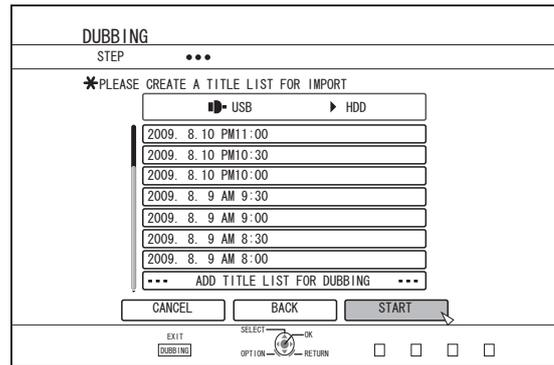 DUBBING
STEP
*PLEASE CREATE A TITLE LIST FOR IMPORT
USB HDD
2009. 8.10 PM11:00
2009. 8.10 PM10:30
2009. 8.10 PM10:00
2009. 8. 9 AM 9:30
2009. 8. 9 AM 9:00
2009. 8. 9 AM 8:30
2009. 8. 9 AM 8:00
--- ADD TITLE LIST FOR DUBBING ---
CANCEL BACK START
EXIT
DUBBING
SELECT OK
OPTION RETURN